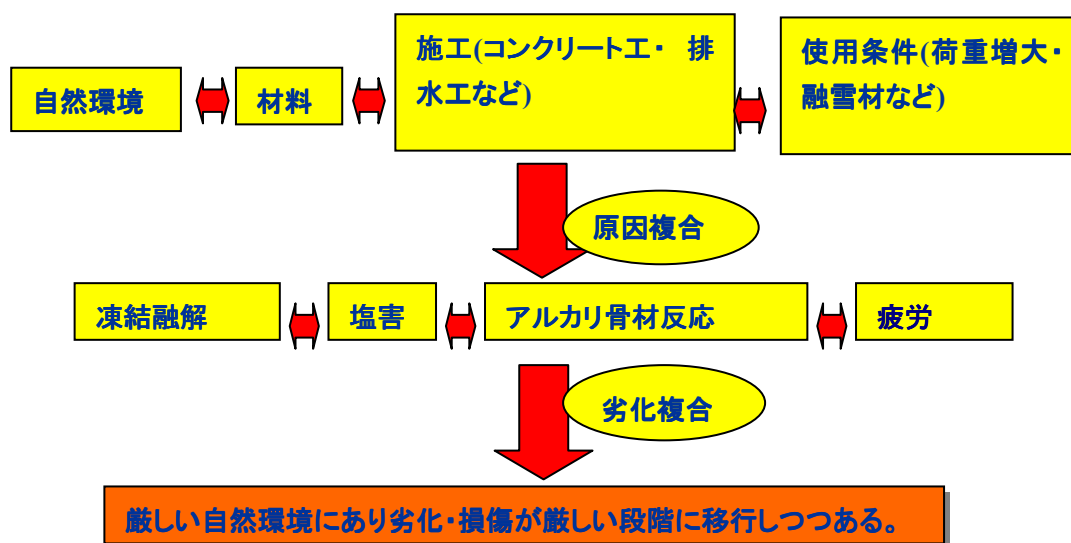 施工(コンクリート工・ 排
水工など)
使用条件(荷重増大・
融雪材など)
自然環境
材料
原因複合
凍結融解
塩害
アルカリ骨材反応
疲労
劣化複合
厳しい自然環境にあり劣化・損傷が厳しい段階に移行しつつある。